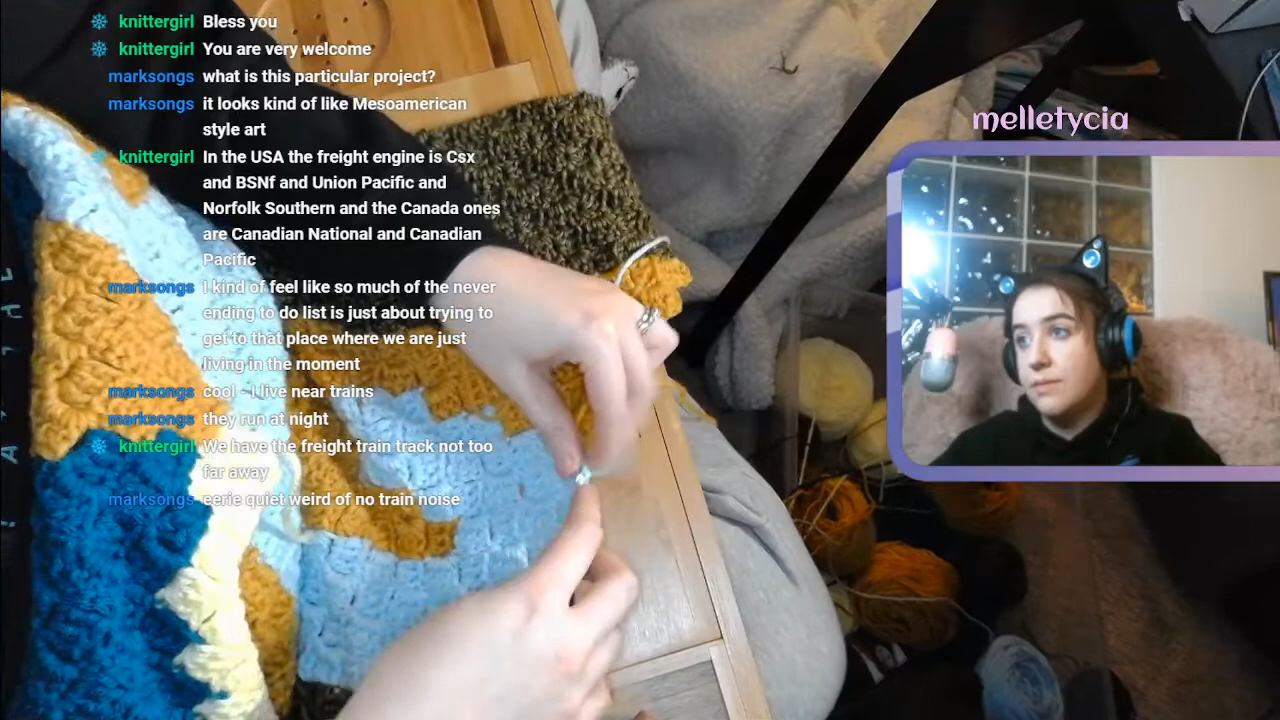 knittergirl Bless you
knittergirl You are very welcome
marksongs what is this particular project?
marksongs it looks kind of like Mesoamerican
style art
knittergirl In the USA the freight engine is Csx
and BSNf and Union Pacific and
Norfolk Southern and the Canada ones
are Canadian National and Canadian
Pacific
marksongs I kind of feel like so much of the never
ending to do list is just about trying to
get to that place where we are just
living in the moment
marksongs cool - i live near trains
marksongs they run at night
knittergirl We have the freight train track not too
far away
marksongs eerie quiet weird of no train noise
melletycia